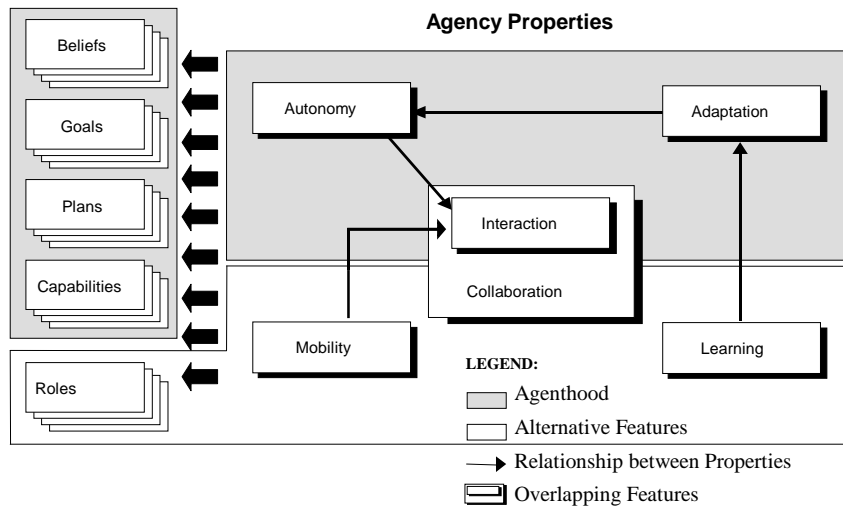 Agency Properties
Beliefs
Goals
Plans
Capabilities
Roles
Autonomy
Adaptation
Interaction
Collaboration
Mobility
Learning
LEGEND:
Agenthood
Alternative Features
Relationship between Properties
Overlapping Features